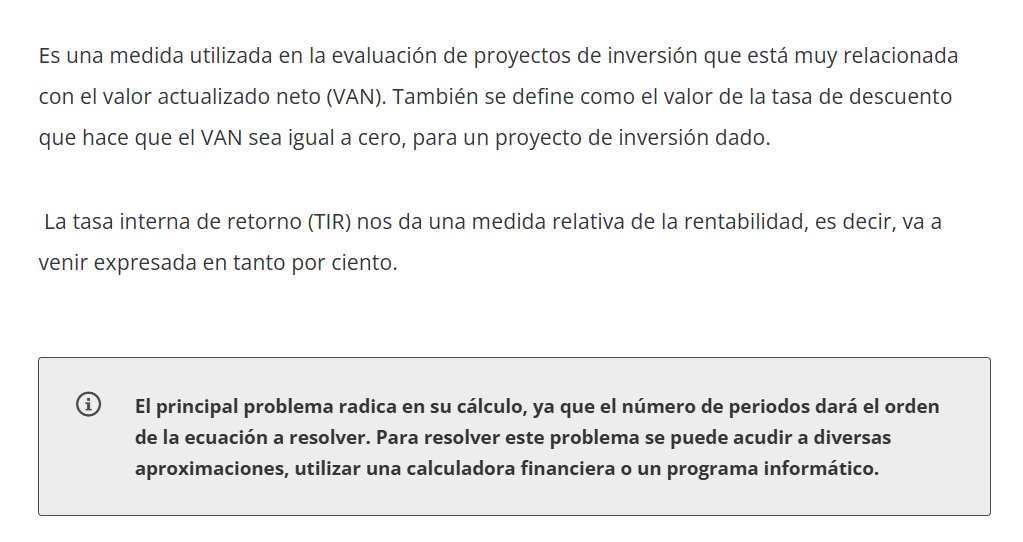 Es una medida utilizada en la evaluación de proyectos de inversión que está muy relacionada
con el valor actualizado neto (VAN). También se define como el valor de la tasa de descuento
que hace que el VAN sea igual a cero, para un proyecto de inversión dado.
La tasa interna de retorno (TIR) nos da una medida relativa de la rentabilidad, es decir, va a
venir expresada en tanto por ciento.
El principal problema radica en su cálculo, ya que el número de periodos dará el orden
de la ecuación a resolver. Para resolver este problema se puede acudir a diversas
aproximaciones, utilizar una calculadora financiera o un programa informático.